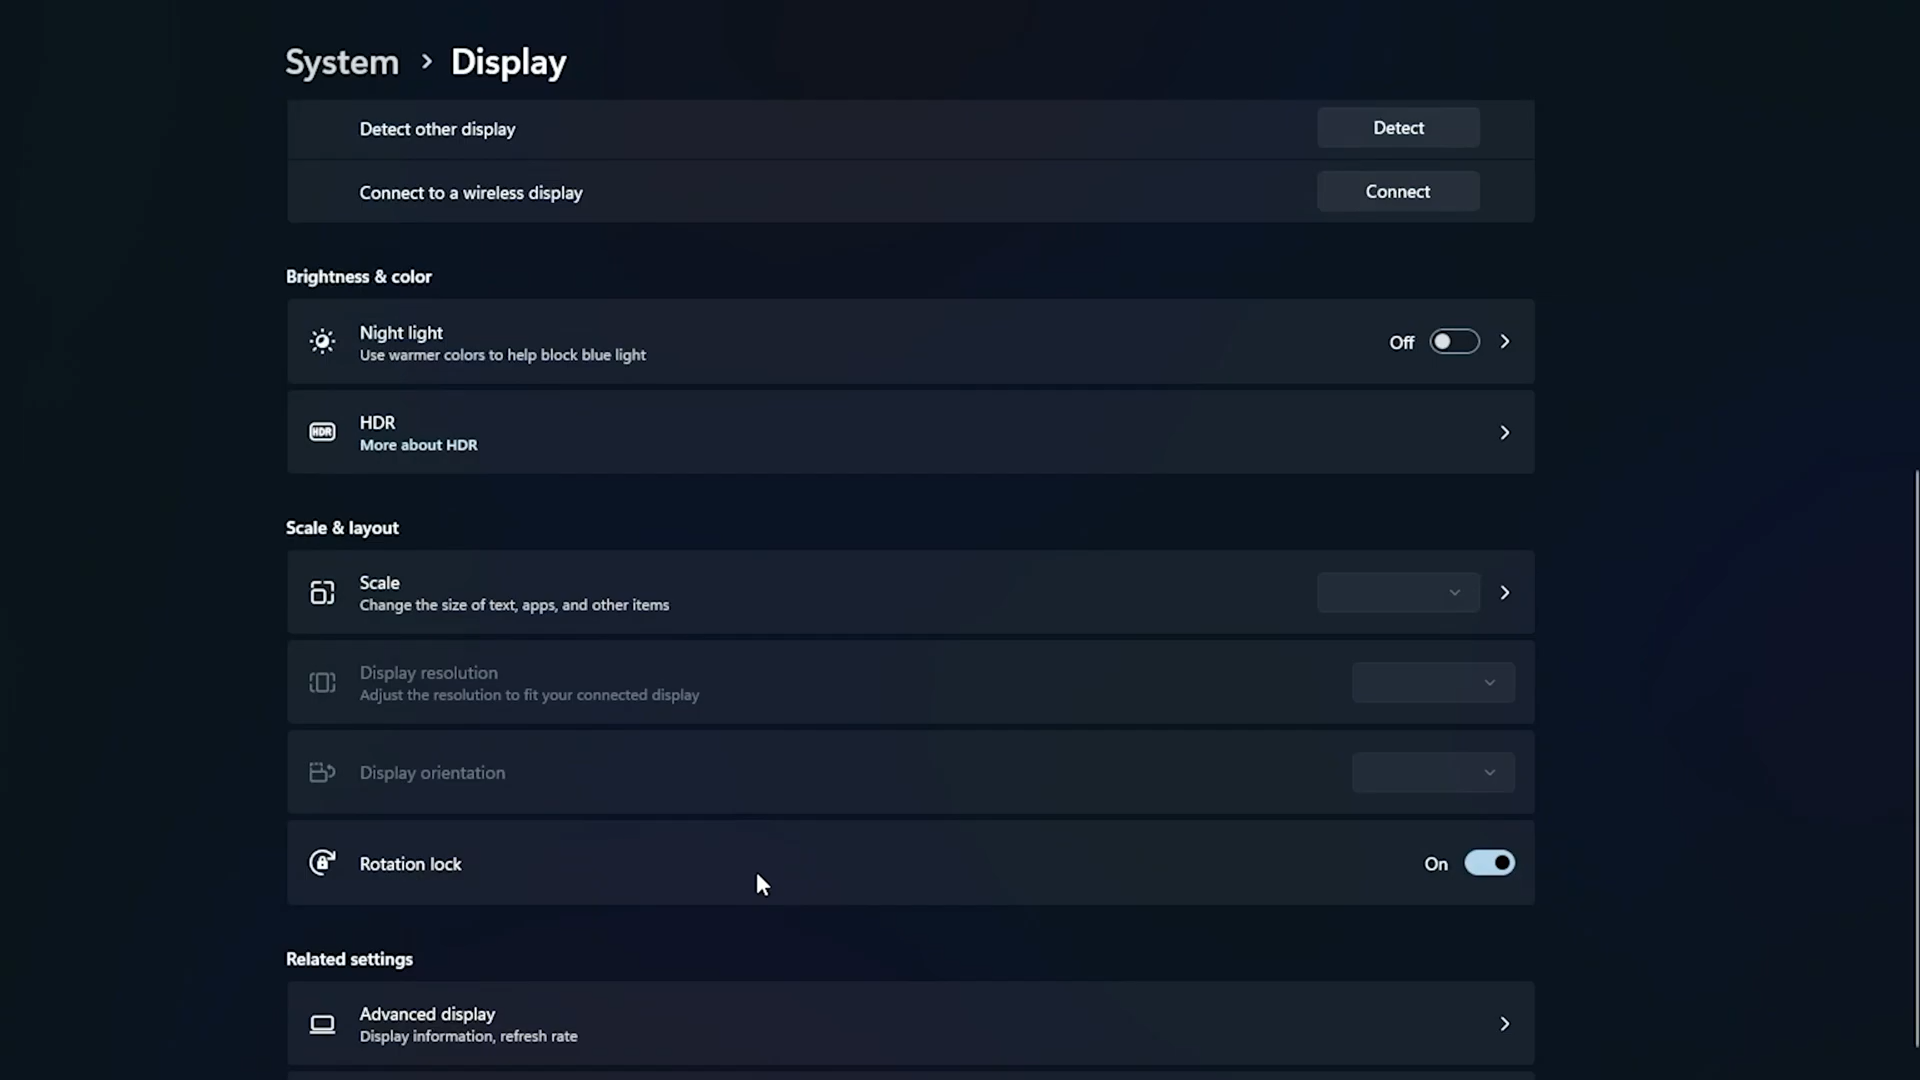 System > Display
Detect other display
Detect
Connect to a wireless display
Connect
Brightness & color
Night light
Use warmer colors to help block blue light
Off
HDR
HDR
More about HDR
Scale & layout
Scale
Change the size of text, apps, and other items
Display resolution
Adjust the resolution to fit your connected display
Display orientation
Rotation lock
On
Related settings
Advanced display
Display information, refresh rate